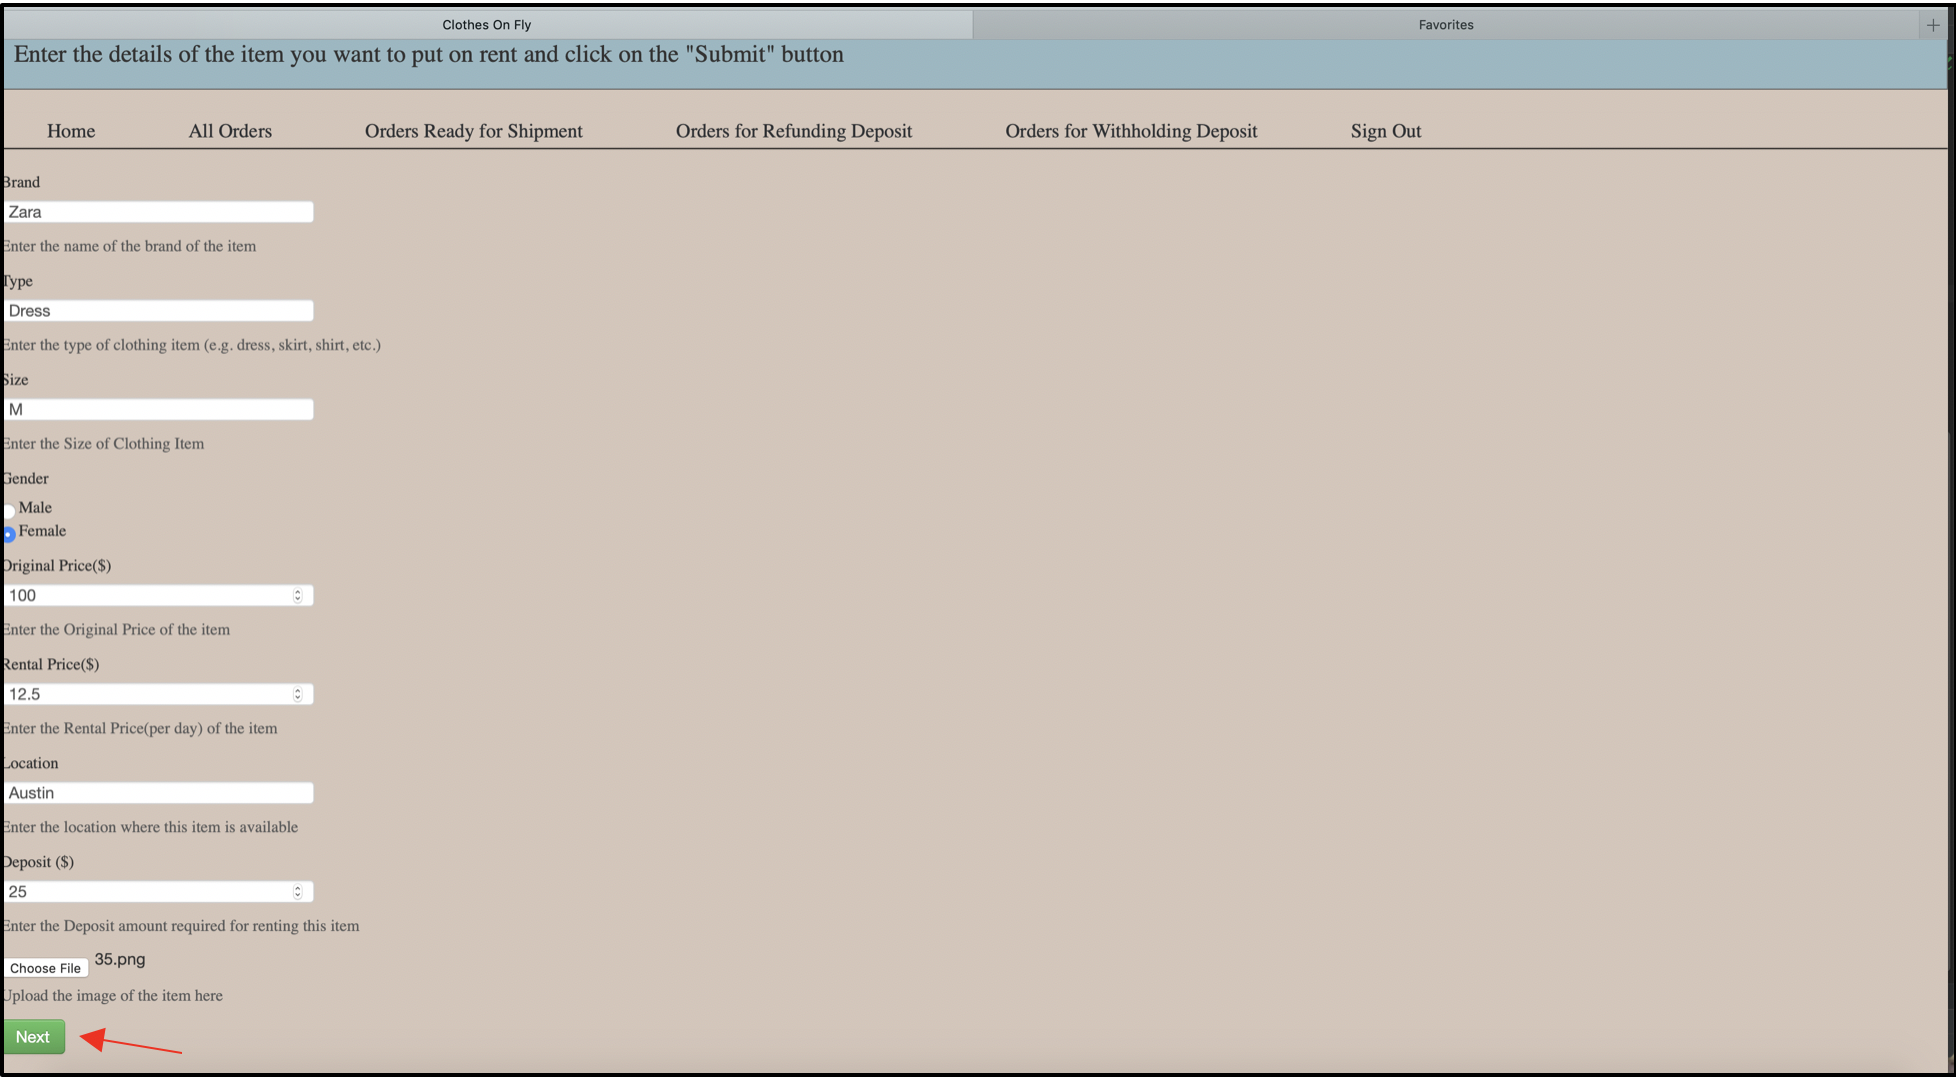 Clothes On Fly Favorites +
Enter the details of the item you want to put on rent and click on the "Submit" button
Home All Orders Orders Ready for Shipment Orders for Refunding Deposit Orders for Withholding Deposit Sign Out
Brand
Zara
Enter the name of the brand of the item
Type
Dress
Enter the type of clothing item (e.g. dress, skirt, shirt, etc.)
Size
M
Enter the Size of Clothing Item
Gender
Male
Female
Original Price($)
100
Enter the Original Price of the item
Rental Price($)
12.5
Enter the Rental Price(per day) of the item
Location
Austin
Enter the location where this item is available
Deposit ($)
25
Enter the Deposit amount required for renting this item
Choose File 35.png
Upload the image of the item here
Next